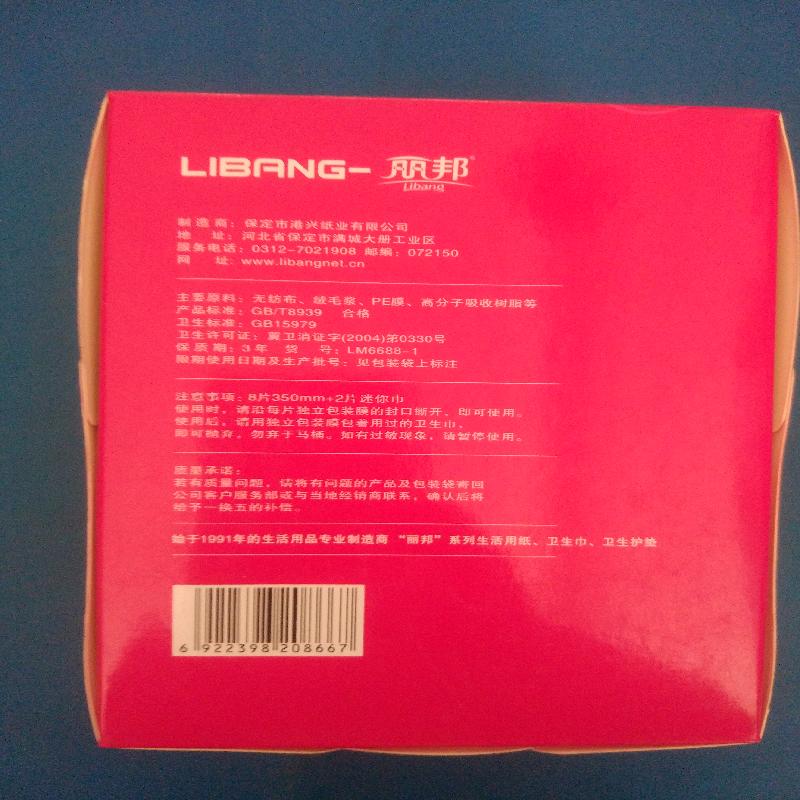 LIBANG- 丽邦
Libang
制造商：保定市港兴纸业有限公司
地　址：河北省保定市满城大册工业区
服务电话：0312-7021908 邮编：072150
网　址：www.libangnet.cn
主要原料：无纺布、绒毛浆、PE膜、高分子吸收树脂等
产品标准：GB/T8939　合格
卫生标准：GB15979
卫生许可证：冀卫消证字(2004)第0330号
保质期：3年　货　号：LM6688-1
限期使用日期及生产批号：见包装袋上标注
注意事项：8片350mm+2片迷你巾
使用时，请沿每片独立包装膜的封口撕开，即可使用。
使用后，请用独立包装膜包着用过的卫生巾，
即可抛弃，勿弃于马桶。如有过敏现象，请暂停使用。
质量承诺：
若有质量问题，请将有问题的产品及包装袋寄回
公司客户服务部或与当地经销商联系，确认后将
给予一换五的补偿。
始于1991年的生活用品专业制造商 “丽邦”系列生活用纸、卫生巾、卫生护垫
6 922398 208667